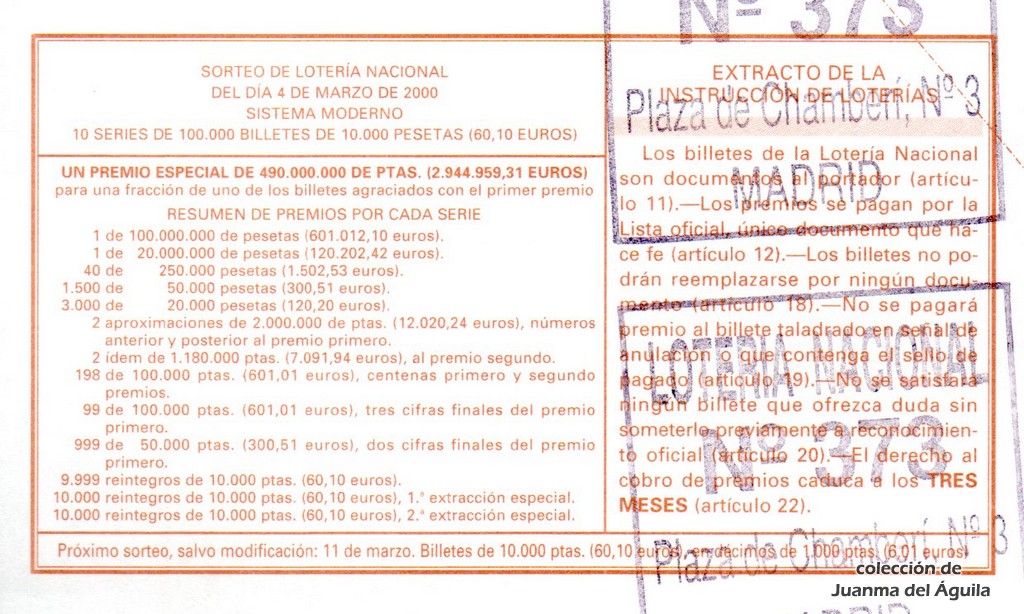 SORTEO DE LOTERÍA NACIONAL
DEL DÍA 4 DE MARZO DE 2000
SISTEMA MODERNO
10 SERIES DE 100.000 BILLETES DE 10.000 PESETAS (60,10 EUROS)
UN PREMIO ESPECIAL DE 490.000.000 DE PTAS. (2.944.959,31 EUROS)
para una fracción de uno de los billetes agraciados con el primer premio
RESUMEN DE PREMIOS POR CADA SERIE
1 de 100.000.000 de pesetas (601.012,10 euros).
1 de 20.000.000 de pesetas (120.202,42 euros).
40 de 250.000 pesetas (1.502,53 euros).
1.500 de 50.000 pesetas (300,51 euros).
3.000 de 20.000 pesetas (120,20 euros).
2 aproximaciones de 2.000.000 de ptas. (12.020,24 euros), números
anterior y posterior al premio primero.
2 ídem de 1.180.000 ptas. (7.091,94 euros), al premio segundo.
198 de 100.000 ptas. (601,01 euros), centenas primero y segundo
premios.
99 de 100.000 ptas. (601,01 euros), tres cifras finales del premio
primero.
999 de 50.000 ptas. (300,51 euros), dos cifras finales del premio
primero.
9.999 reintegros de 10.000 ptas. (60,10 euros).
10.000 reintegros de 10.000 ptas. (60,10 euros), 1.ª extracción especial.
10.000 reintegros de 10.000 ptas. (60,10 euros), 2.ª extracción especial.
EXTRACTO DE LA
INSTRUCCIÓN DE LOTERÍAS
Los billetes de la Lotería Nacional
son documentos al portador (artícu-
lo 11).—Los premios se pagan por la
Lista oficial, único documento que ha-
ce fe (artículo 12).—Los billetes no po-
drán reemplazarse por ningún docu-
mento (artículo 18).—No se pagará
premio al billete taladrado en señal de
anulación o que contenga el sello de
pagado (artículo 19).—No se satisfará
ningún billete que ofrezca duda sin
someterlo previamente a reconocimien-
to oficial (artículo 20).—El derecho al
cobro de premios caduca a los TRES
MESES (artículo 22).
Próximo sorteo, salvo modificación: 11 de marzo. Billetes de 10.000 ptas. (60,10 euros), en décimos de 1.000 ptas. (6,01 euros)
Nº 373
Plaza de Chamberí, Nº 3
MADRID
LOTERIA NACIONAL
Nº 373
Plaza de Chamberí, Nº 3
MADRID
colección de
Juanma del Águila